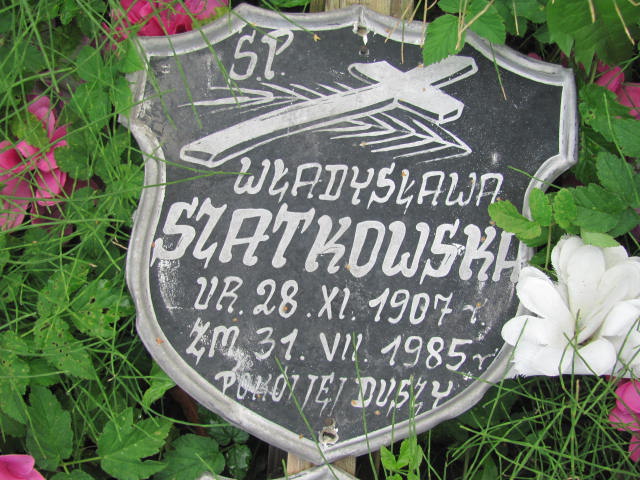 Ś.P.
WŁADYSŁAWA
SZATKOWSKA
UR. 28. XI. 1907 r.
ZM. 31. VII. 1985 r.
POKÓJ JEJ DUSZY